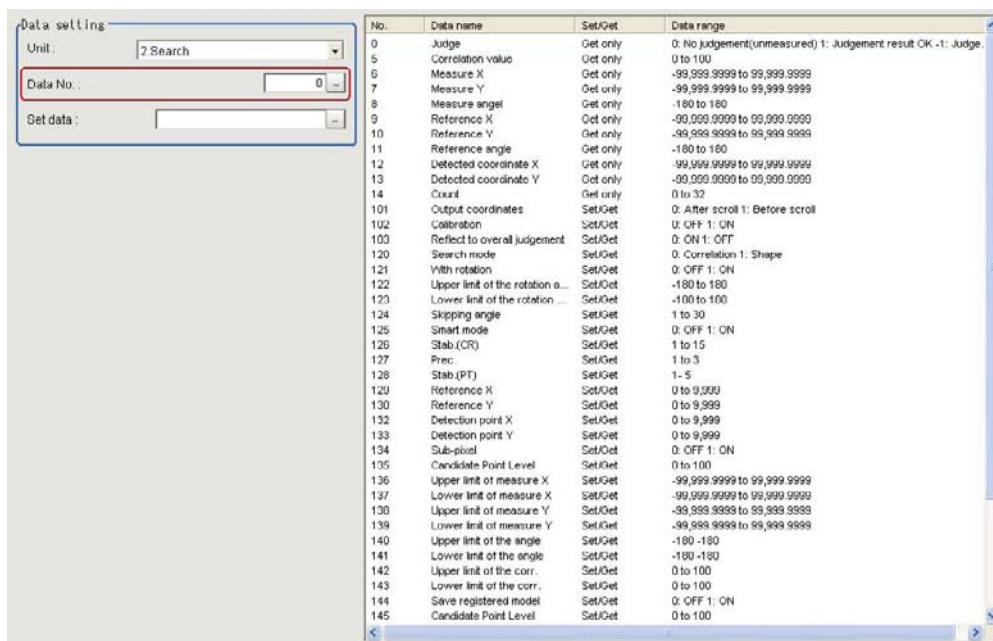 Data setting
Unit :
2.Search
Data No. :
0
...
Set data :
...
No. Data name Set/Get Data range
0 Judge Get only 0: No judgement(unmeasured) 1: Judgement result OK -1: Judge.
5 Correlation value Get only 0 to 100
6 Measure X Get only -99,999.9999 to 99,999.9999
7 Measure Y Get only -99,999.9999 to 99,999.9999
8 Measure angel Get only -180 to 180
9 Reference X Get only -99,999.9999 to 99,999.9999
10 Reference Y Get only -99,999.9999 to 99,999.9999
11 Reference angle Get only -180 to 180
12 Detected coordinate X Get only -99,999.9999 to 99,999.9999
13 Detected coordinate Y Get only -99,999.9999 to 99,999.9999
14 Count Get only 0 to 32
101 Output coordinates Set/Get 0: After scroll 1: Before scroll
102 Calibration Set/Get 0: OFF 1: ON
103 Reflect to overall judgement Set/Get 0: ON 1: OFF
120 Search mode Set/Get 0: Correlation 1: Shape
121 With rotation Set/Get 0: OFF 1: ON
122 Upper limit of the rotation a... Set/Get -180 to 180
123 Lower limit of the rotation ... Set/Get -180 to 180
124 Skipping angle Set/Get 1 to 30
125 Smart mode Set/Get 0: OFF 1: ON
126 Stab.(CR) Set/Get 1 to 15
127 Prec. Set/Get 1 to 3
128 Stab.(PT) Set/Get 1- 5
129 Reference X Set/Get 0 to 9,999
130 Reference Y Set/Get 0 to 9,999
132 Detection point X Set/Get 0 to 9,999
133 Detection point Y Set/Get 0 to 9,999
134 Sub-pixel Set/Get 0: OFF 1: ON
135 Candidate Point Level Set/Get 0 to 100
136 Upper limit of measure X Set/Get -99,999.9999 to 99,999.9999
137 Lower limit of measure X Set/Get -99,999.9999 to 99,999.9999
138 Upper limit of measure Y Set/Get -99,999.9999 to 99,999.9999
139 Lower limit of measure Y Set/Get -99,999.9999 to 99,999.9999
140 Upper limit of the angle Set/Get -180 -180
141 Lower limit of the angle Set/Get -180 -180
142 Upper limit of the corr. Set/Get 0 to 100
143 Lower limit of the corr. Set/Get 0 to 100
144 Save registered model Set/Get 0: OFF 1: ON
145 Candidate Point Level Set/Get 0 to 100